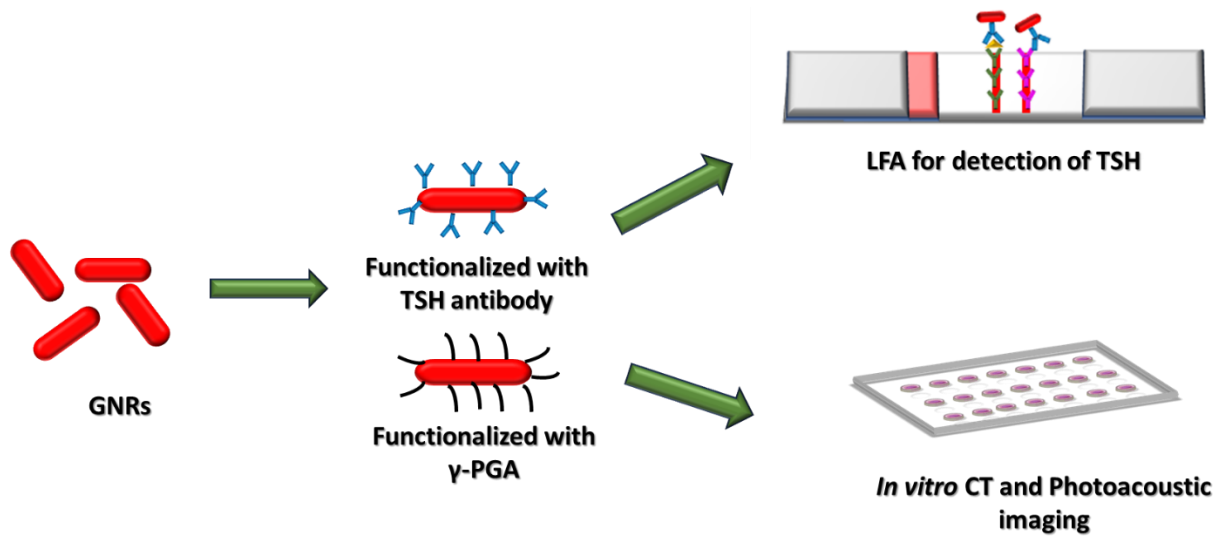 GNRs
Functionalized with
TSH antibody
Functionalized with
γ-PGA
LFA for detection of TSH
In vitro CT and Photoacoustic
imaging